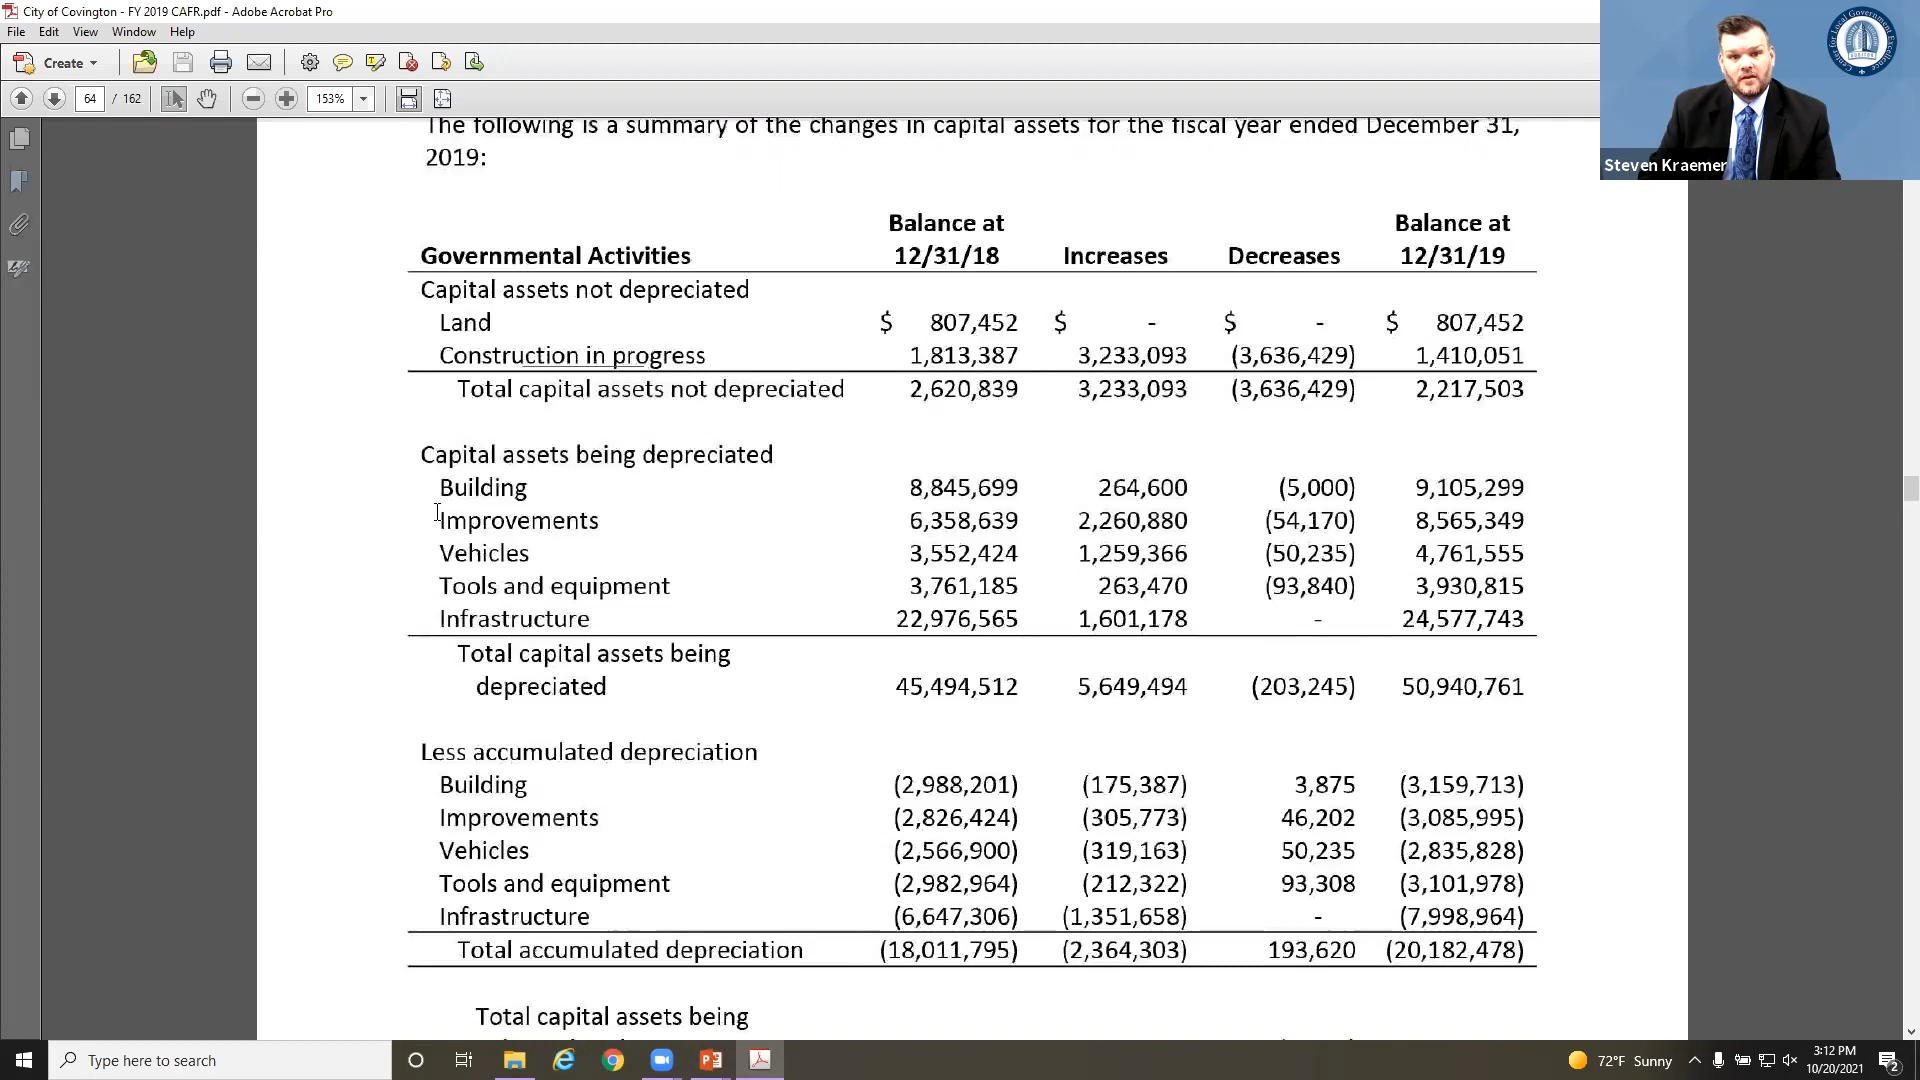 City of Covington - FY 2019 CAFR.pdf - Adobe Acrobat Pro
File Edit View Window Help
Create
64 / 162 153%
The following is a summary of the changes in capital assets for the fiscal year ended December 31,
2019:
Steven Kraemer
Balance at Balance at
Governmental Activities 12/31/18 Increases Decreases 12/31/19
Capital assets not depreciated
Land $ 807,452 $ - $ - $ 807,452
Construction in progress 1,813,387 3,233,093 (3,636,429) 1,410,051
Total capital assets not depreciated 2,620,839 3,233,093 (3,636,429) 2,217,503
Capital assets being depreciated
Building 8,845,699 264,600 (5,000) 9,105,299
Improvements 6,358,639 2,260,880 (54,170) 8,565,349
Vehicles 3,552,424 1,259,366 (50,235) 4,761,555
Tools and equipment 3,761,185 263,470 (93,840) 3,930,815
Infrastructure 22,976,565 1,601,178 - 24,577,743
Total capital assets being
depreciated 45,494,512 5,649,494 (203,245) 50,940,761
Less accumulated depreciation
Building (2,988,201) (175,387) 3,875 (3,159,713)
Improvements (2,826,424) (305,773) 46,202 (3,085,995)
Vehicles (2,566,900) (319,163) 50,235 (2,835,828)
Tools and equipment (2,982,964) (212,322) 93,308 (3,101,978)
Infrastructure (6,647,306) (1,351,658) - (7,998,964)
Total accumulated depreciation (18,011,795) (2,364,303) 193,620 (20,182,478)
Total capital assets being
Type here to search
72°F Sunny
3:12 PM
10/20/2021
2